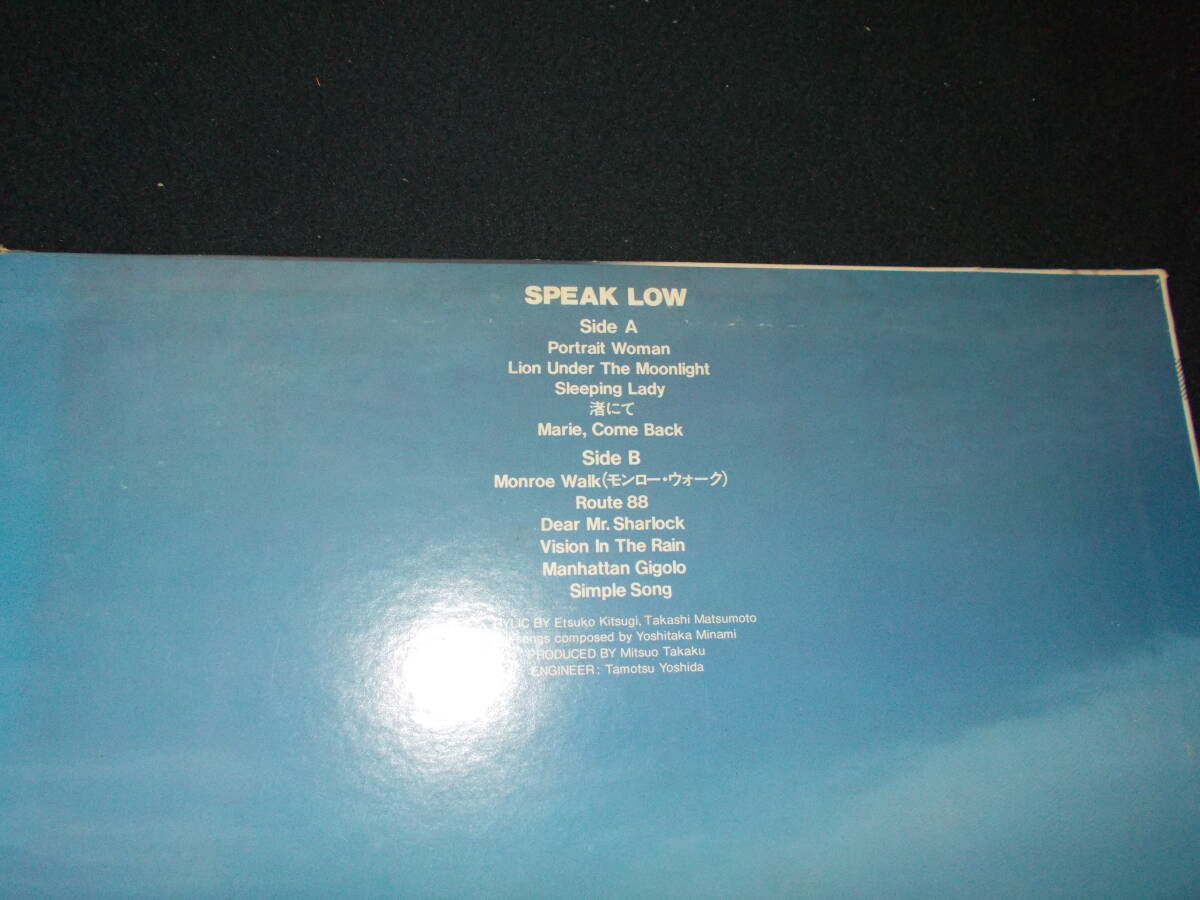 SPEAK LOW
Side A
Portrait Woman
Lion Under The Moonlight
Sleeping Lady
渚にて
Marie, Come Back
Side B
Monroe Walk(モンロー・ウォーク)
Route 88
Dear Mr. Sharlock
Vision In The Rain
Manhattan Gigolo
Simple Song
BY Etsuko Kitsugi, Takashi Matsumoto
songs composed by Yoshitaka Minami
PRODUCED BY Mitsuo Takaku
ENGINEER: Tamotsu Yoshida